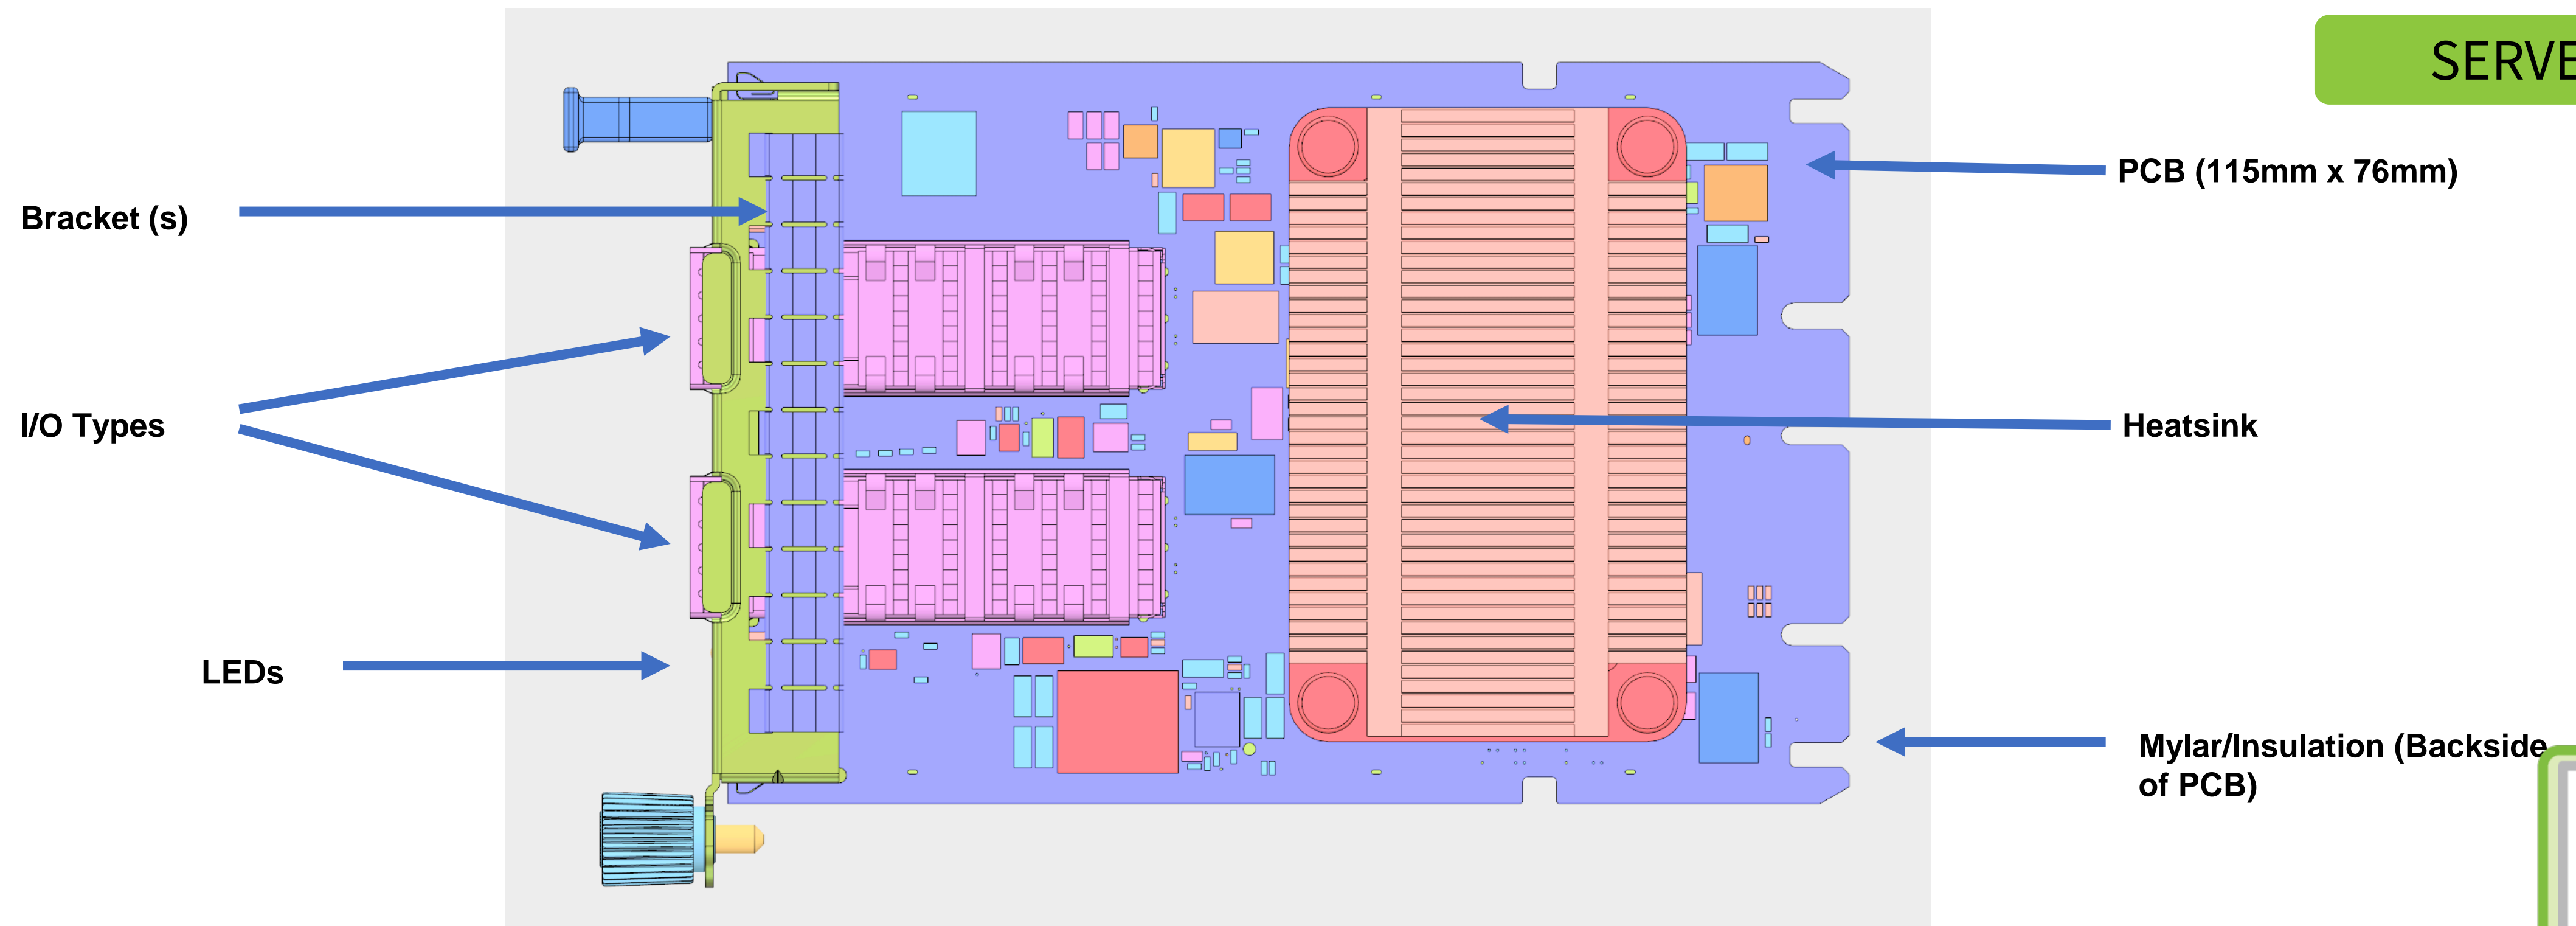 SERVE
PCB (115mm x 76mm)
Bracket (s)
I/O Types
Heatsink
LEDs
Mylar/Insulation (Backside
of PCB)